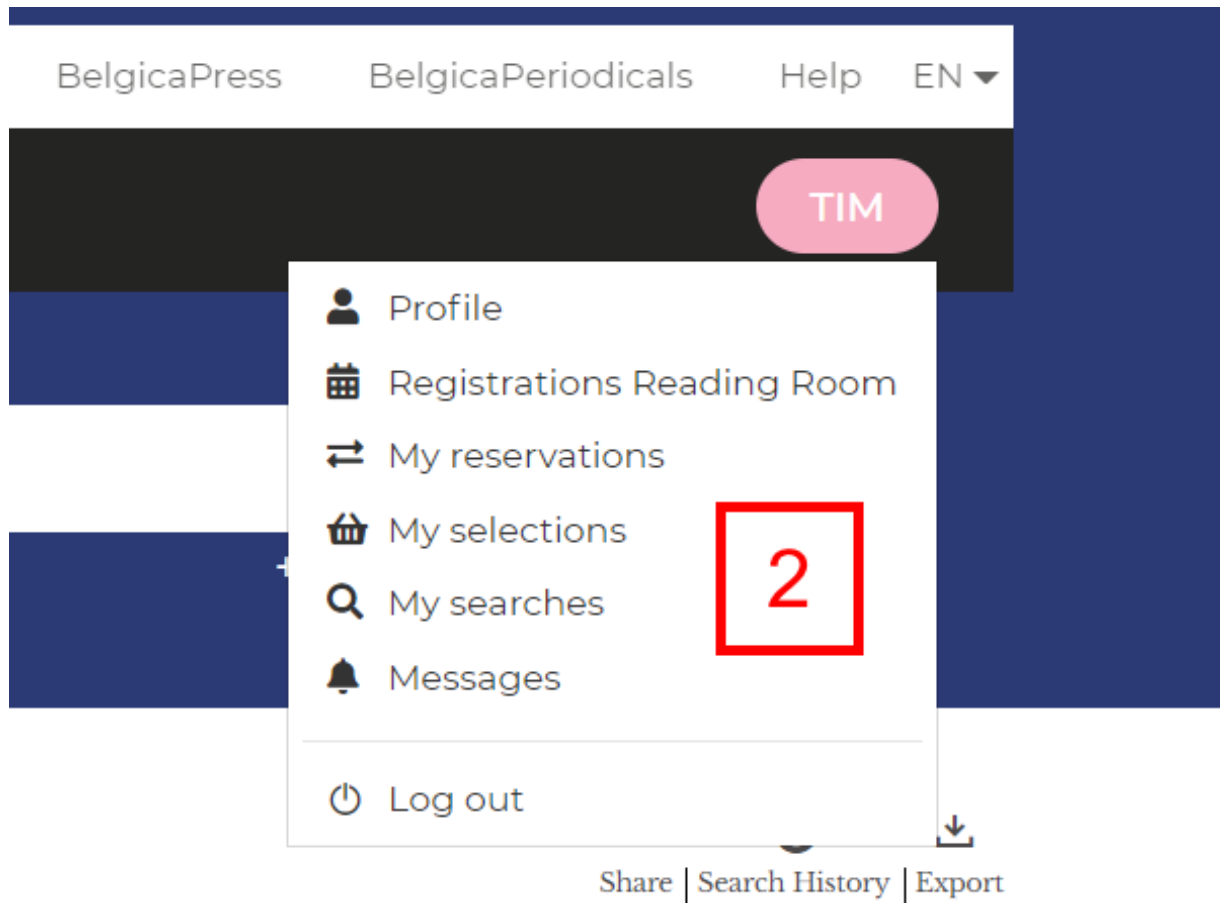 BelgicaPress BelgicaPeriodicals Help EN
TIM
Profile
Registrations Reading Room
My reservations
My selections
2
My searches
Messages
Log out
Share | Search History | Export